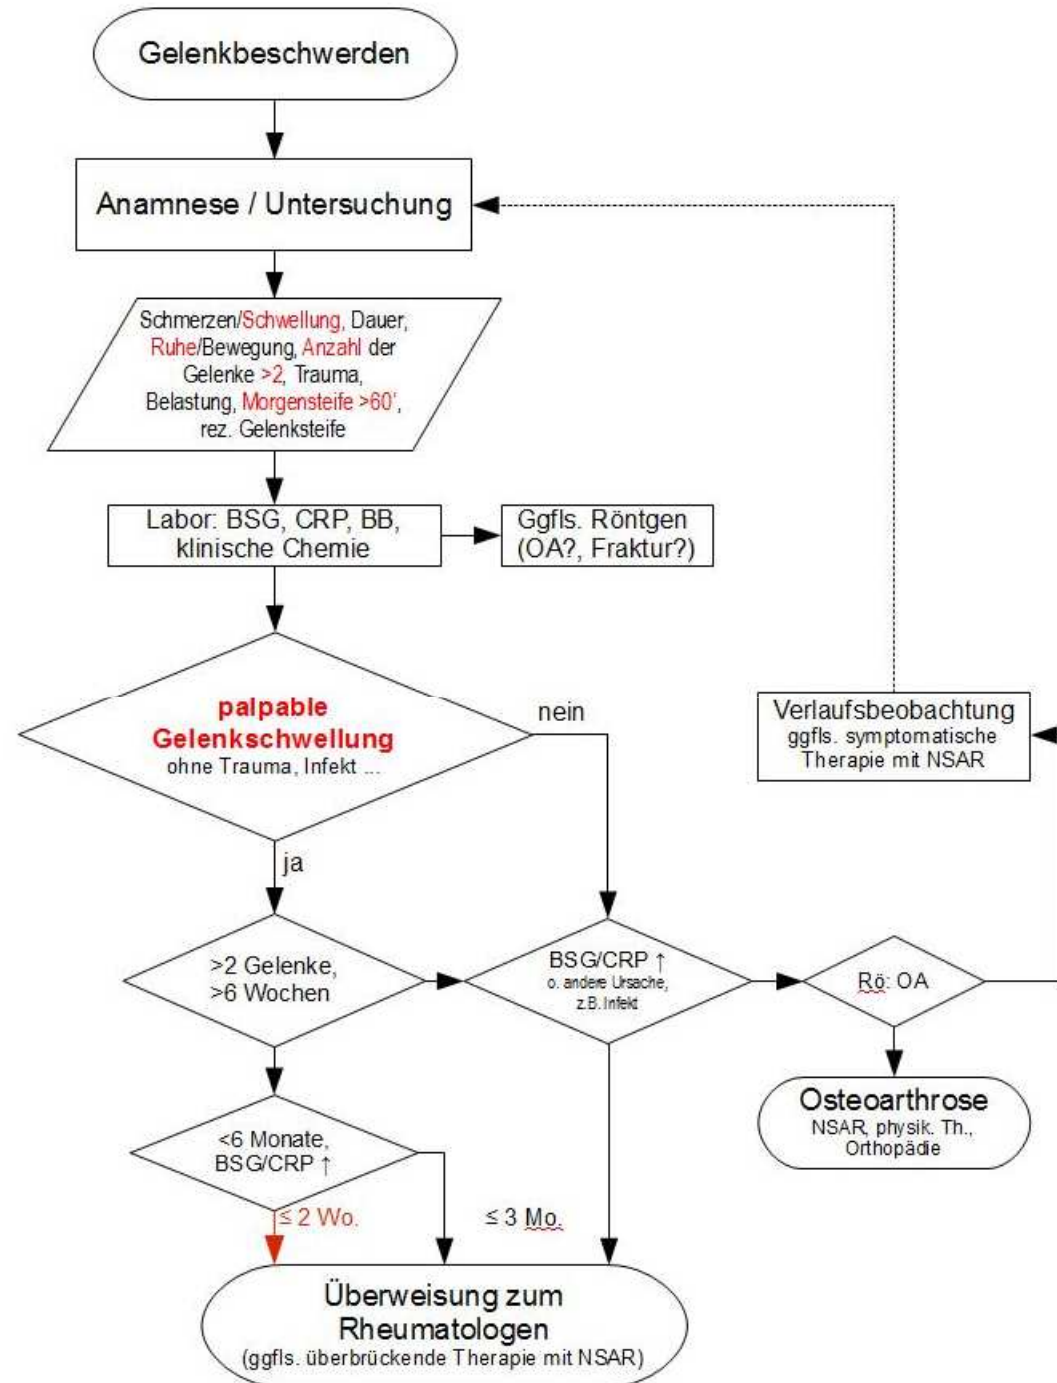 Gelenkbeschwerden
Anamnese / Untersuchung
Schmerzen/Schwellung, Dauer,
Ruhe/Bewegung, Anzahl der
Gelenke >2, Trauma,
Belastung, Morgensteife >60',
rez. Gelenksteife
Labor: BSG, CRP, BB,
klinische Chemie
Ggfls. Röntgen
(OA?, Fraktur?)
palpable
Gelenkschwellung
ohne Trauma, Infekt ...
nein
ja
Verlaufsbeobachtung
ggfls. symptomatische
Therapie mit NSAR
>2 Gelenke,
>6 Wochen
BSG/CRP ↑
o. andere Ursache,
z.B. Infekt
Rö: OA
Osteoarthrose
NSAR, physik. Th.,
Orthopädie
<6 Monate,
BSG/CRP ↑
≤ 2 Wo.
≤ 3 Mo.
Überweisung zum
Rheumatologen
(ggfls. überbrückende Therapie mit NSAR)